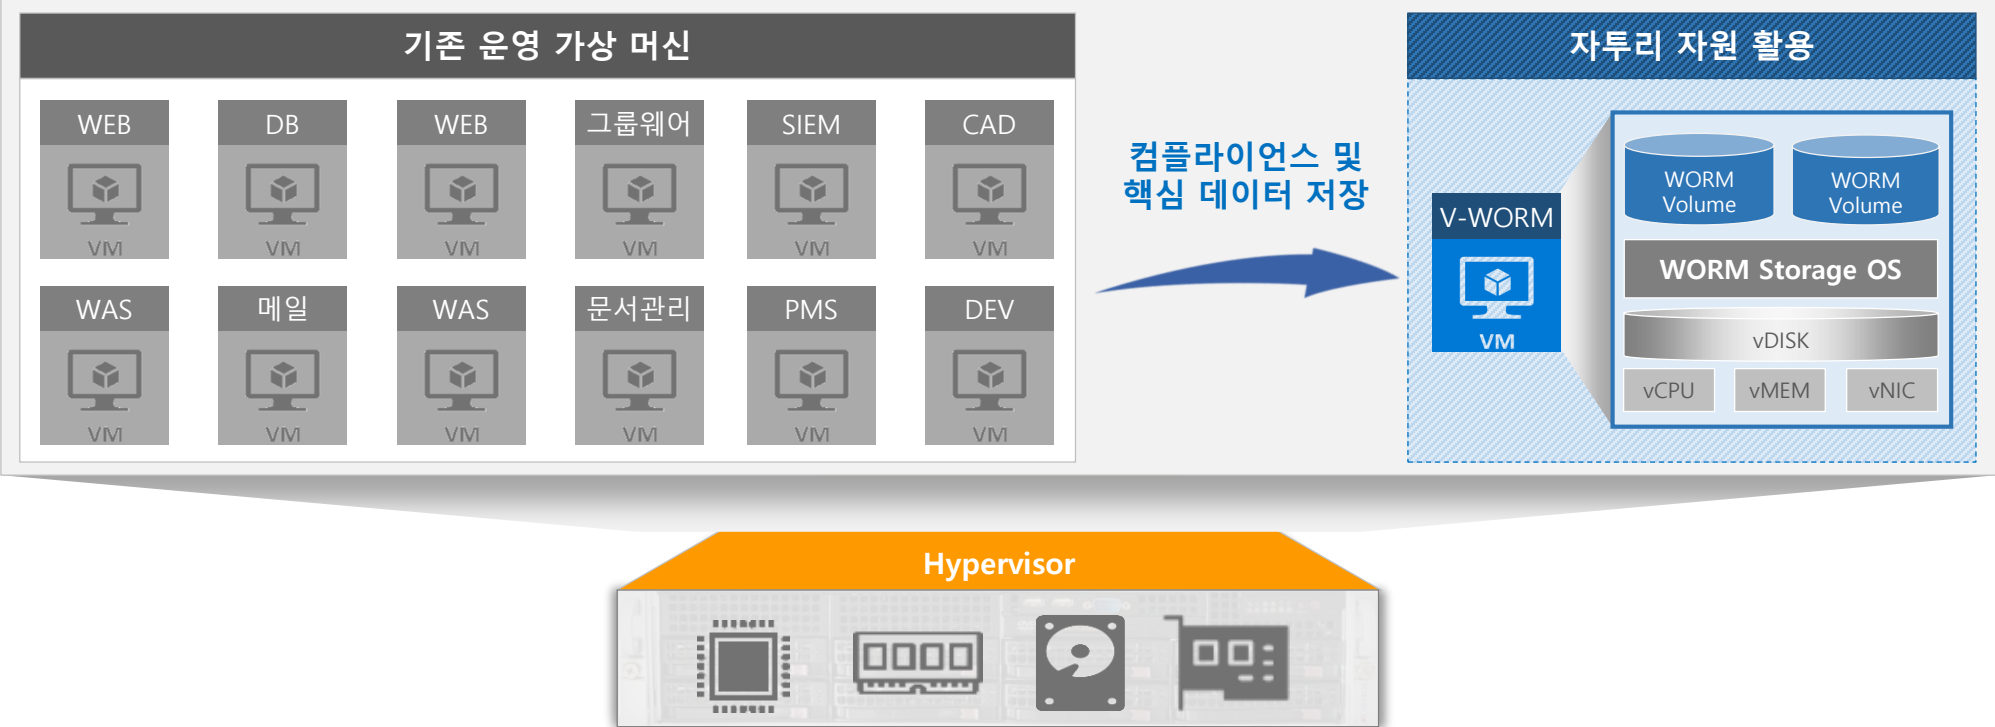 기존 운영 가상 머신
WEB
DB
WEB
그룹웨어
SIEM
CAD
VM
VM
VM
VM
VM
VM
WAS
메일
WAS
문서관리
PMS
DEV
VM
VM
VM
VM
VM
VM
컴플라이언스 및
핵심 데이터 저장
자투리 자원 활용
V-WORM
VM
WORM
Volume
WORM
Volume
WORM Storage OS
vDISK
vCPU
vMEM
vNIC
Hypervisor